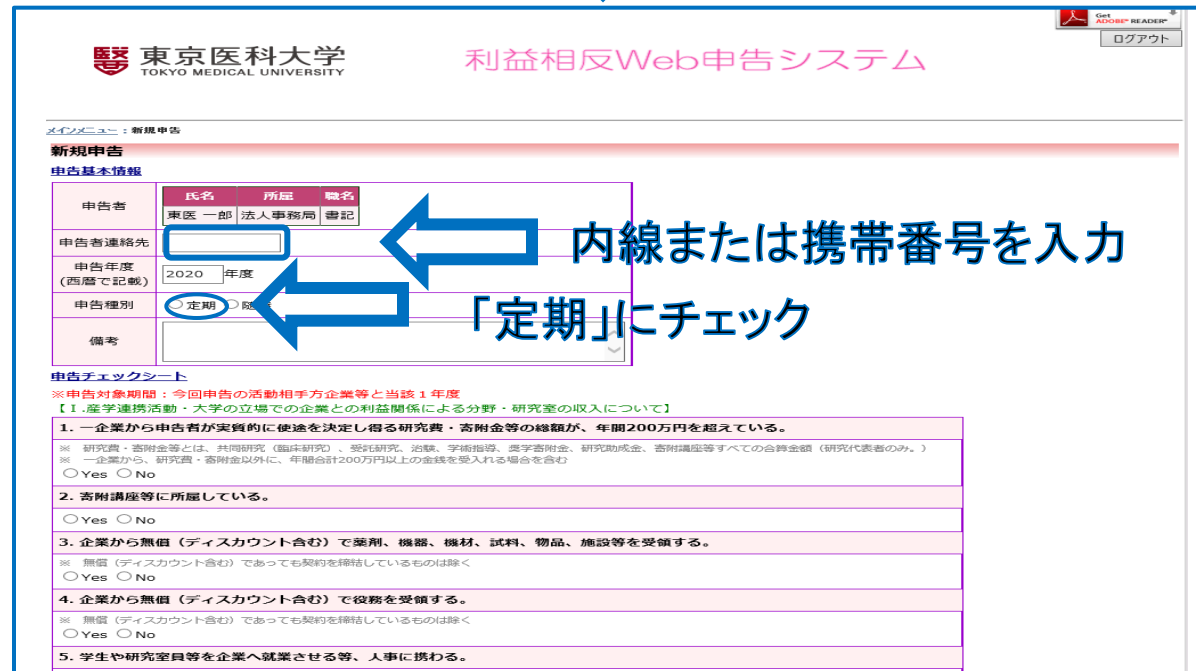 Get
ADOBE® READER®
ログアウト
医 東京医科大学
TOKYO MEDICAL UNIVERSITY
利益相反Web申告システム
メインメニュー：新規申告
新規申告
申告基本情報
申告者
氏名 所属 職名
東医 一郎 法人事務局 書記
申告者連絡先
内線または携帯番号を入力
申告年度
(西暦で記載)
2020 年度
申告種別
定期
「定期」にチェック
備考
申告チェックシート
※申告対象期間：今回申告の活動相手方企業等と当該１年度
【Ⅰ.産学連携活動・大学の立場での企業との利益関係による分野・研究室の収入について】
1. 一企業から申告者が実質的に使途を決定し得る研究費・寄附金等の総額が、年間200万円を超えている。
※ 研究費・寄附金等とは、共同研究（臨床研究）、受託研究、治験、学術指導、奨学寄附金、研究助成金、寄附講座等すべての合算金額（研究代表者のみ。）
※ 一企業から、研究費・寄附金以外に、年間合計200万円以上の金銭を受入れる場合を含む
Yes No
2. 寄附講座等に所属している。
Yes No
3. 企業から無償（ディスカウント含む）で薬剤、機器、機材、試料、物品、施設等を受領する。
※ 無償（ディスカウント含む）であっても契約を締結しているものは除く
Yes No
4. 企業から無償（ディスカウント含む）で役務を受領する。
※ 無償（ディスカウント含む）であっても契約を締結しているものは除く
Yes No
5. 学生や研究室員等を企業へ就業させる等、人事に携わる。